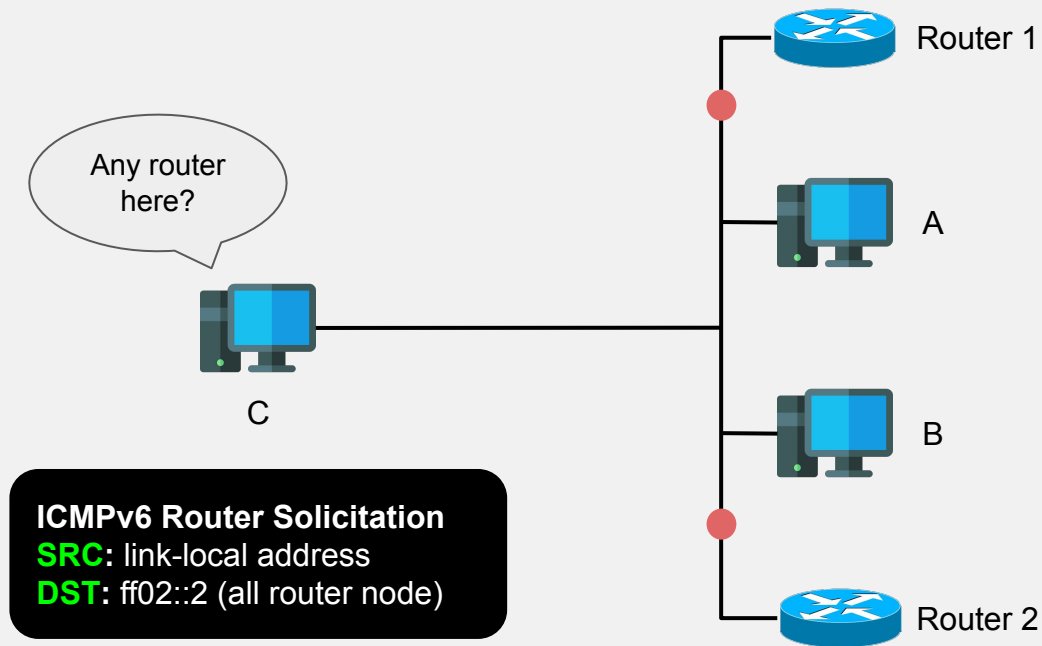 Router 1
Any router
here?
A
C
B
ICMPv6 Router Solicitation
SRC: link-local address
DST: ff02::2 (all router node)
Router 2